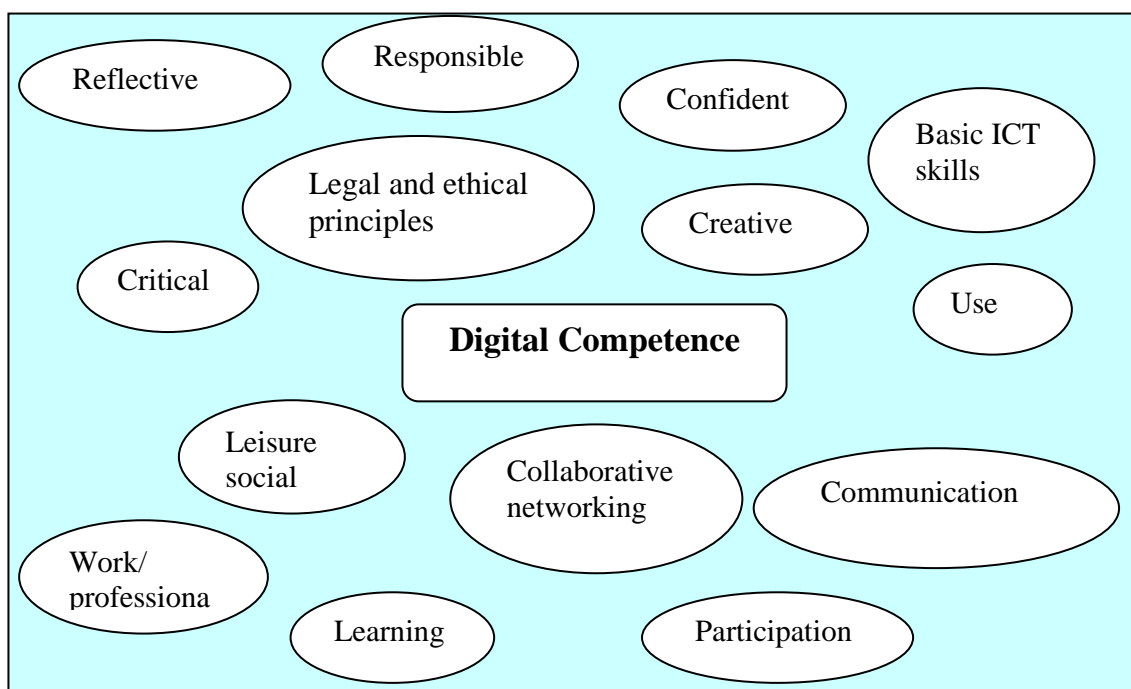 Reflective
Responsible
Confident
Basic ICT
skills
Legal and ethical
principles
Creative
Critical
Use
Digital Competence
Leisure
social
Collaborative
networking
Communication
Work/
professiona
Learning
Participation